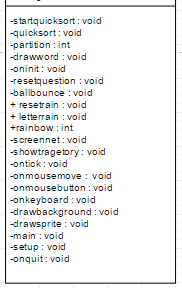 -startquicksort : void
-quicksort : void
-partition : int
-drawword : void
-oninit : void
-resetquestion : void
-ballbounce : void
+ resetrain : void
+ letterrain : void
+rainbow : int
-screennet : void
-showtragetory : void
-ontick : void
-onmousemove : void
-onmousebutton : void
-onkeyboard : void
-drawbackground : void
-drawsprite : void
-main : void
-setup : void
-onquit : void